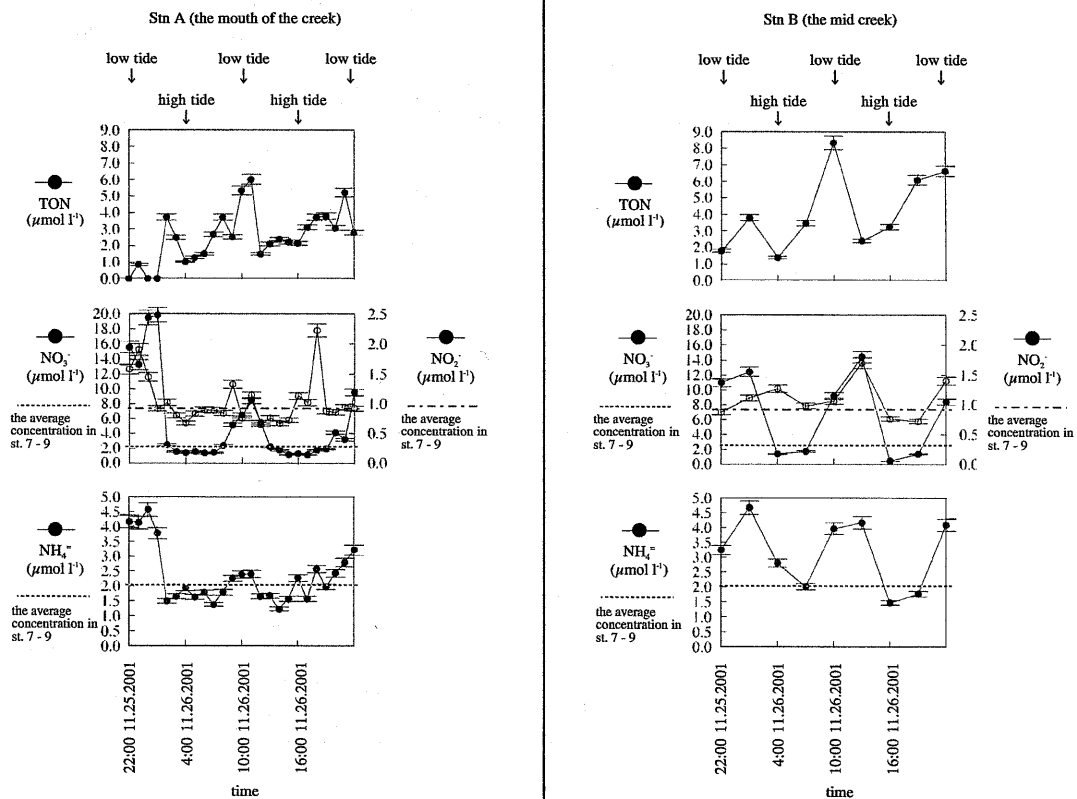 Stn A (the mouth of the creek)
low tide
low tide
low tide
high tide
high tide
TON
(µmol l⁻¹)
9.0
8.0
7.0
6.0
5.0
4.0
3.0
2.0
1.0
0.0
NO₃⁻
(µmol l⁻¹)
the average
concentration in
st. 7 - 9
20.0
18.0
16.0
14.0
12.0
10.0
8.0
6.0
4.0
2.0
0.0
2.5
2.0
1.5
1.0
0.5
0.0
NO₂⁻
(µmol l⁻¹)
the average
concentration in
st. 7 - 9
NH₄⁼
(µmol l⁻¹)
the average
concentration in
st. 7 - 9
5.0
4.5
4.0
3.5
3.0
2.5
2.0
1.5
1.0
0.5
0.0
22:00 11.25.2001
4:00 11.26.2001
10:00 11.26.2001
16:00 11.26.2001
time
Stn B (the mid creek)
low tide
low tide
low tide
high tide
high tide
TON
(µmol l⁻¹)
9.0
8.0
7.0
6.0
5.0
4.0
3.0
2.0
1.0
0.0
NO₃⁻
(µmol l⁻¹)
the average
concentration in
st. 7 - 9
20.0
18.0
16.0
14.0
12.0
10.0
8.0
6.0
4.0
2.0
0.0
2.5
2.0
1.5
1.0
0.5
0.0
NO₂⁻
(µmol l⁻¹)
the average
concentration in
st. 7 - 9
NH₄⁼
(µmol l⁻¹)
the average
concentration in
st. 7 - 9
5.0
4.5
4.0
3.5
3.0
2.5
2.0
1.5
1.0
0.5
0.0
22:00 11.25.2001
4:00 11.26.2001
10:00 11.26.2001
16:00 11.26.2001
time